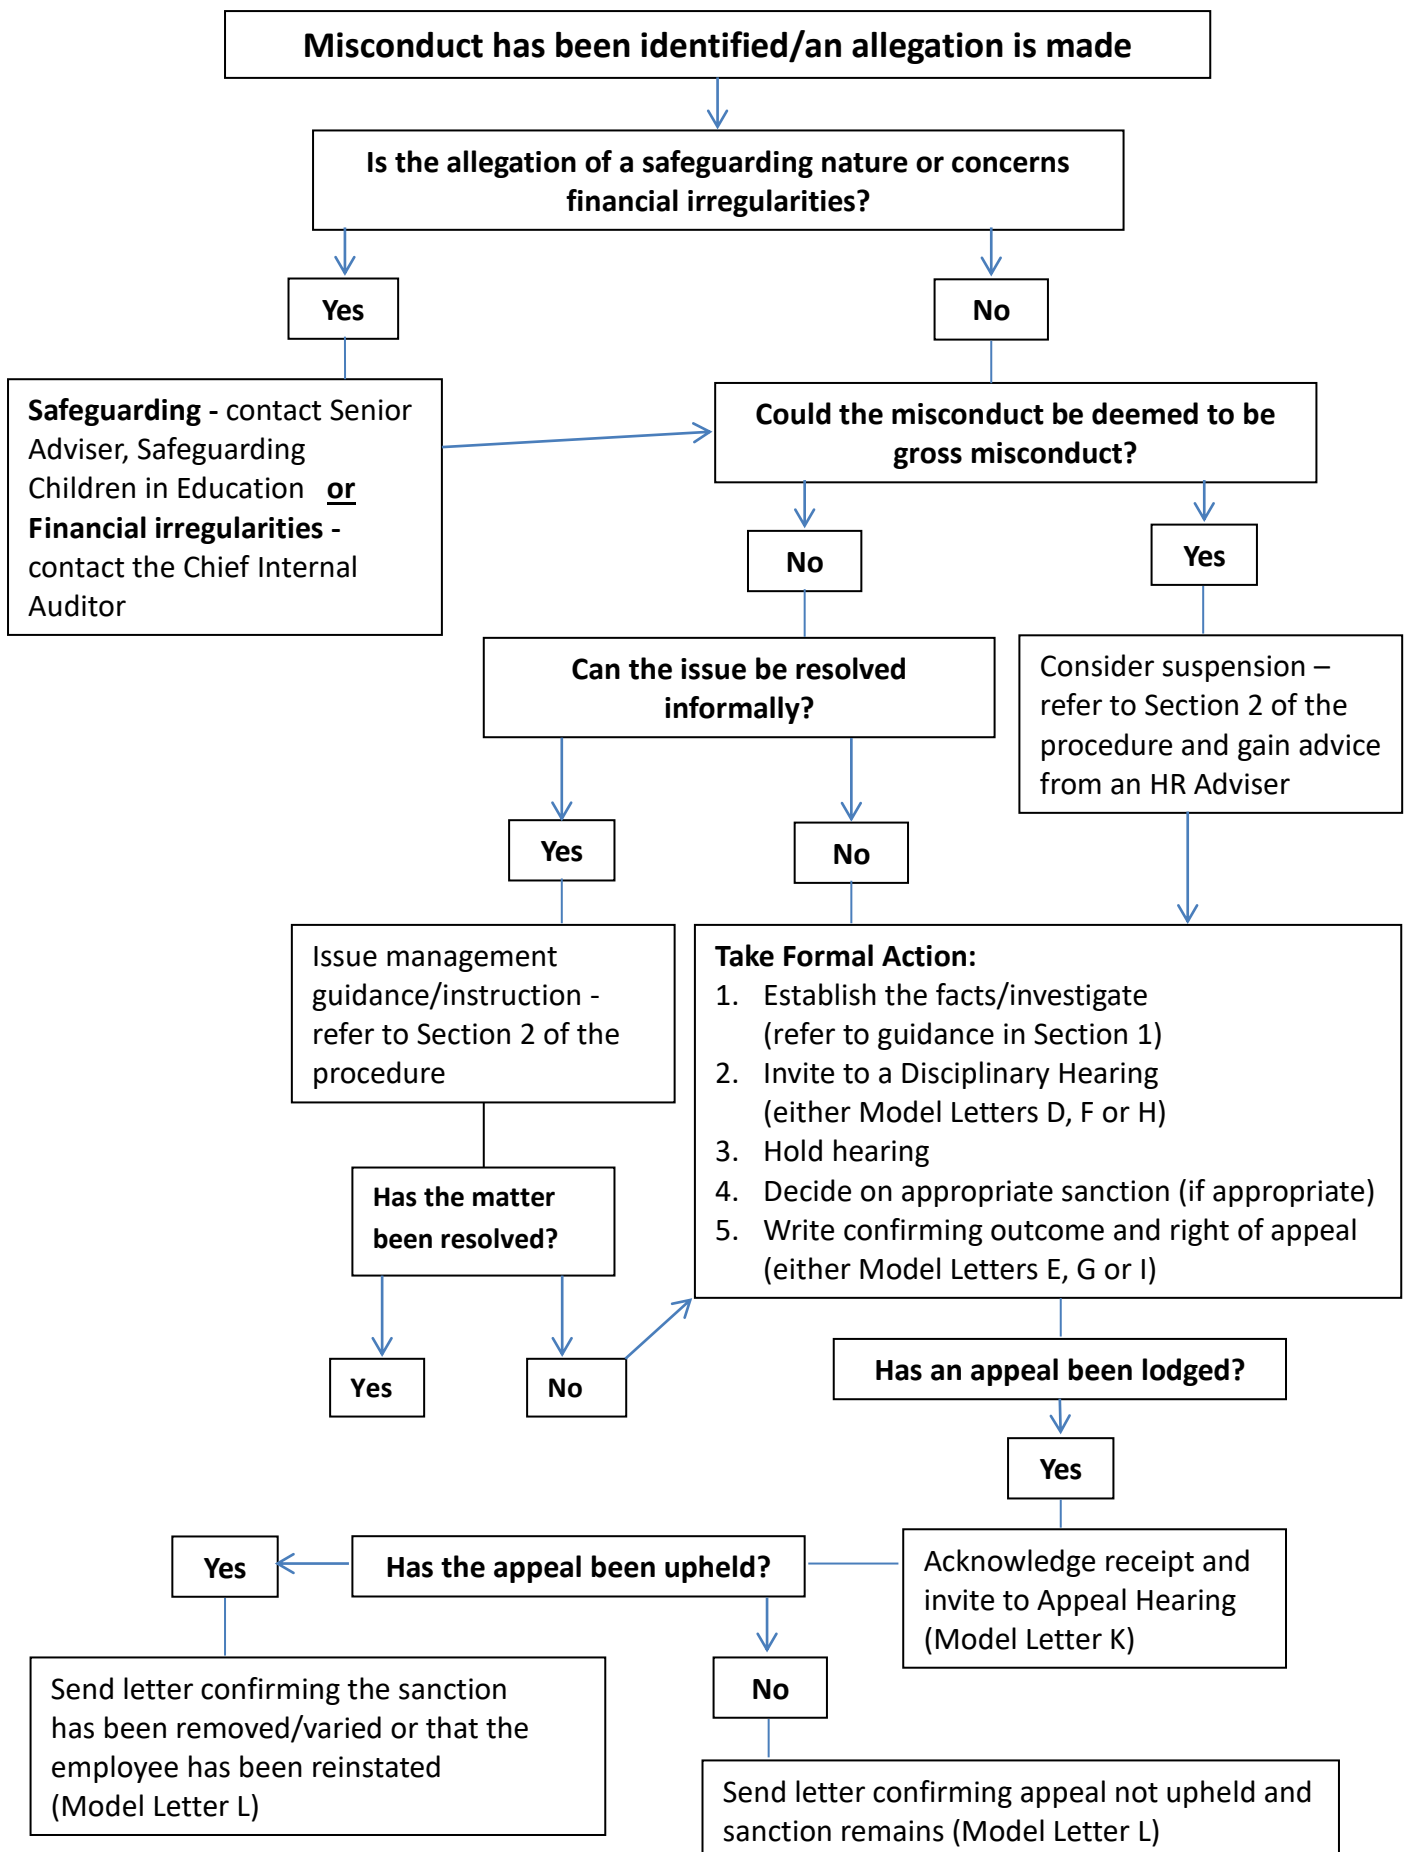 Misconduct has been identified/an allegation is made
Is the allegation of a safeguarding nature or concerns
financial irregularities?
Yes
No
Safeguarding - contact Senior
Adviser, Safeguarding
Children in Education or
Financial irregularities -
contact the Chief Internal
Auditor
Could the misconduct be deemed to be
gross misconduct?
No
Yes
Can the issue be resolved
informally?
Consider suspension –
refer to Section 2 of the
procedure and gain advice
from an HR Adviser
Yes
No
Issue management
guidance/instruction -
refer to Section 2 of the
procedure
Take Formal Action:
1. Establish the facts/investigate
(refer to guidance in Section 1)
2. Invite to a Disciplinary Hearing
(either Model Letters D, F or H)
3. Hold hearing
4. Decide on appropriate sanction (if appropriate)
5. Write confirming outcome and right of appeal
(either Model Letters E, G or I)
Has the matter
been resolved?
Yes
No
Has an appeal been lodged?
Yes
Acknowledge receipt and
invite to Appeal Hearing
(Model Letter K)
Has the appeal been upheld?
Yes
No
Send letter confirming the sanction
has been removed/varied or that the
employee has been reinstated
(Model Letter L)
Send letter confirming appeal not upheld and
sanction remains (Model Letter L)